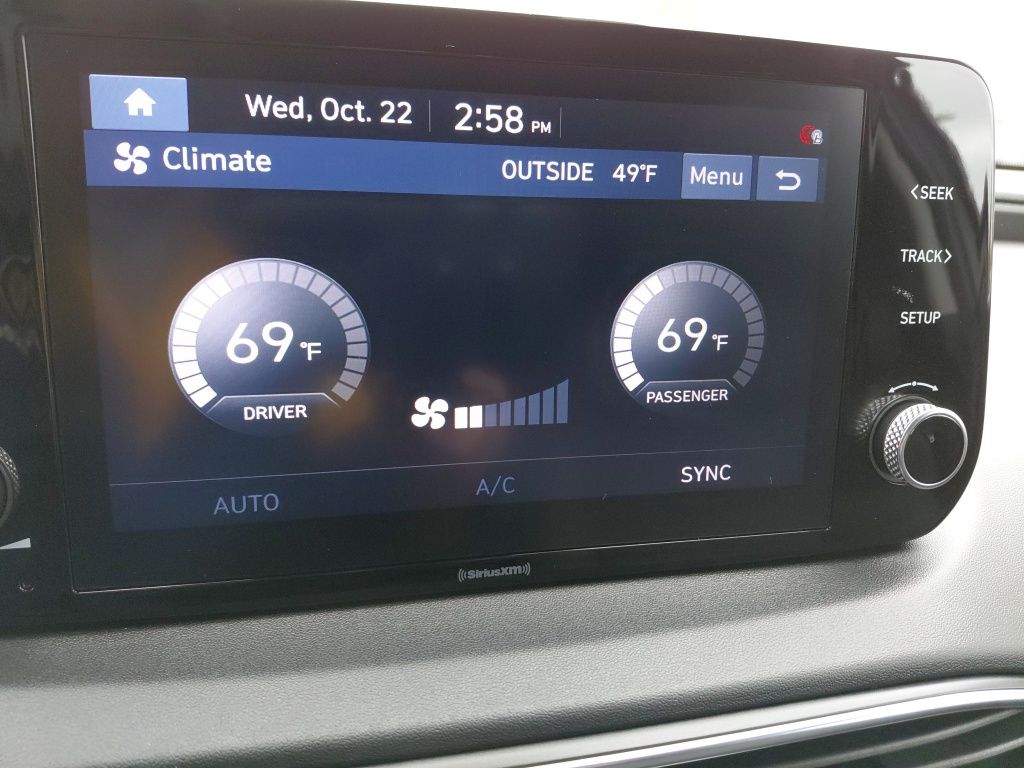 Wed, Oct. 22 2:58 PM
Climate OUTSIDE 49°F Menu
<SEEK
TRACK>
SETUP
69°F 69°F
DRIVER PASSENGER
AUTO A/C SYNC
((SiriusXM))